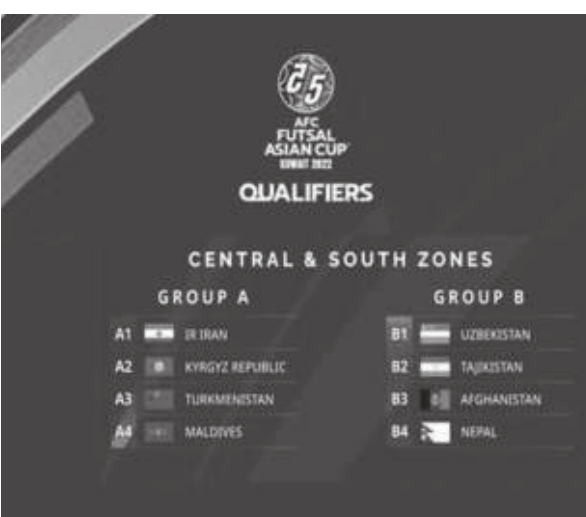 25
AFC
FUTSAL
ASIAN CUP
KUWAIT 2022
QUALIFIERS
CENTRAL & SOUTH ZONES
GROUP A
A1 IR IRAN
A2 KYRGYZ REPUBLIC
A3 TURKMENISTAN
A4 MALDIVES
GROUP B
B1 UZBEKISTAN
B2 TAJIKISTAN
B3 AFGHANISTAN
B4 NEPAL